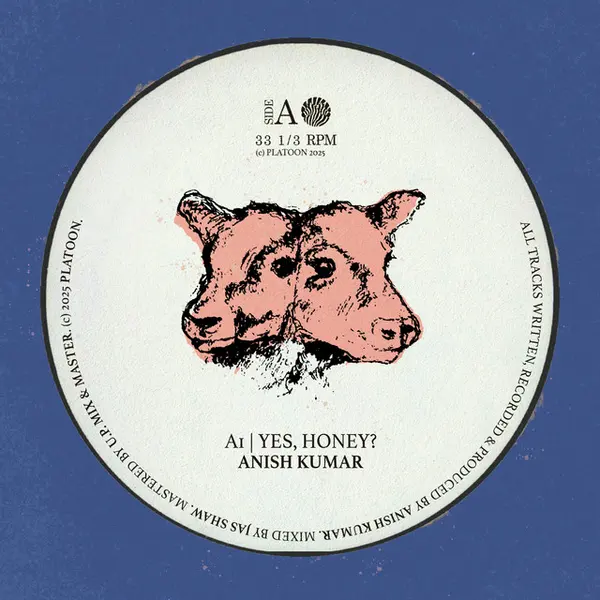 SIDE A
33 1/3 RPM
(c) PLATOON 2025
A1 | YES, HONEY?
ANISH KUMAR
ALL TRACKS WRITTEN, RECORDED & PRODUCED BY ANISH KUMAR. MIXED BY JAS SHAW. MASTERED BY U.P. MIX & MASTER. (c) 2025 PLATOON.